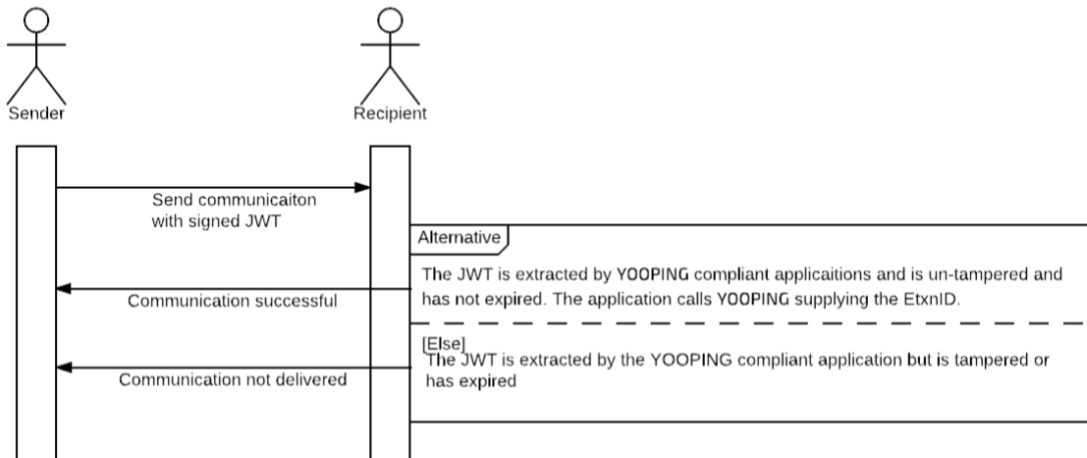 Sender
Recipient
Send communicaiton
with signed JWT
Alternative
The JWT is extracted by YOOPING compliant applicaitions and is un-tampered and
has not expired. The application calls YOOPING supplying the EtxnID.
Communication successful
[Else]
The JWT is extracted by the YOOPING compliant application but is tampered or
has expired
Communication not delivered